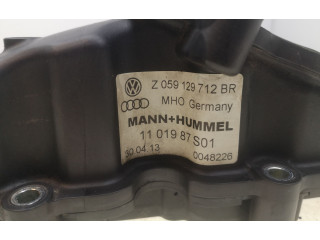 Z 059 129 712 BR
MHO Germany
MANN+HUMMEL
11 019 87 S01
30.04.13 0048226